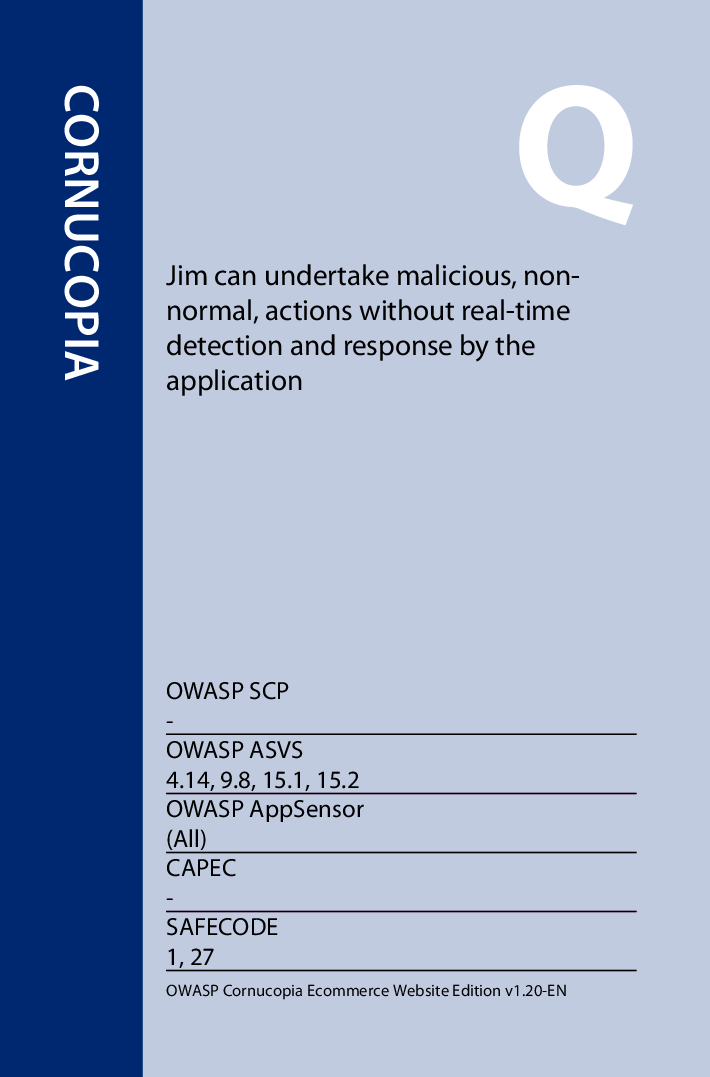 CORNUCOPIA
Q
Jim can undertake malicious, non-
normal, actions without real-time
detection and response by the
application
OWASP SCP
-
OWASP ASVS
4.14, 9.8, 15.1, 15.2
OWASP AppSensor
(All)
CAPEC
-
SAFECODE
1, 27
OWASP Cornucopia Ecommerce Website Edition v1.20-EN